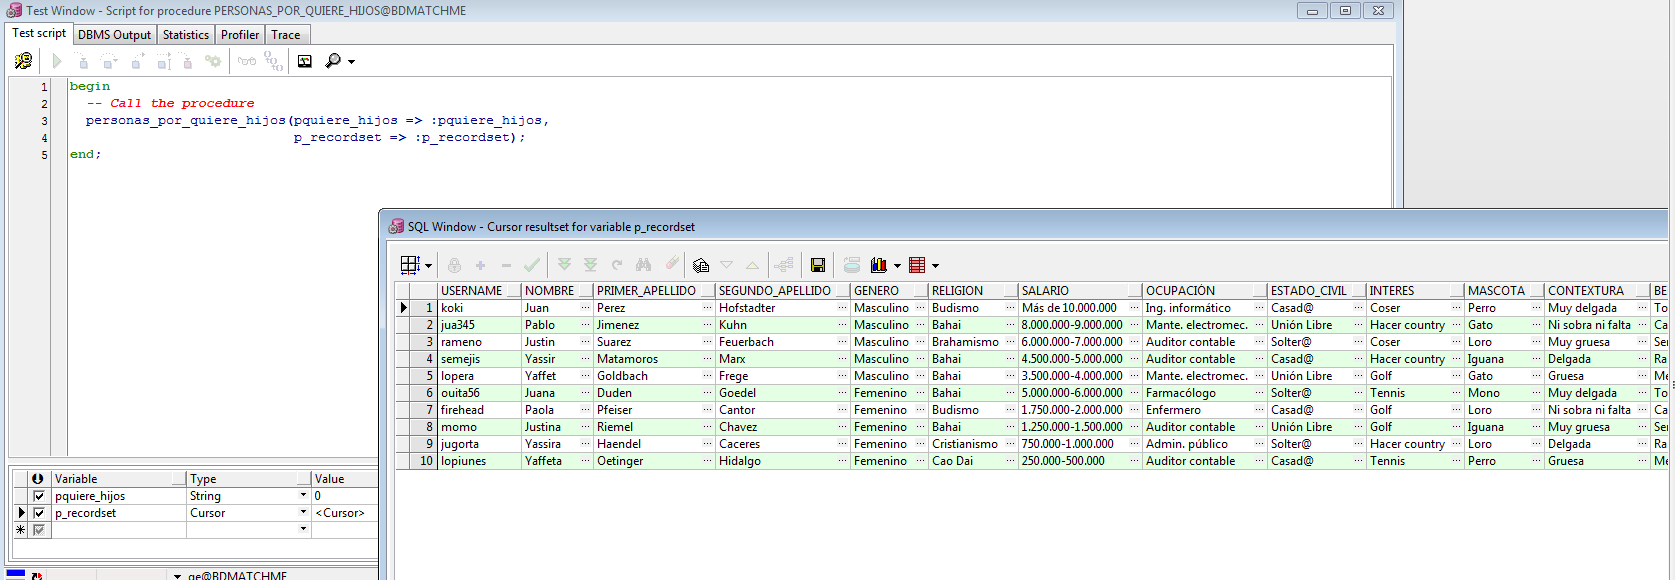 Test Window - Script for procedure PERSONAS_POR_QUIERE_HIJOS@BDMATCHME
Test script DBMS Output Statistics Profiler Trace
1 begin
2 -- Call the procedure
3 personas_por_quiere_hijos(pquiere_hijos => :pquiere_hijos,
4 p_recordset => :p_recordset);
5 end;
SQL Window - Cursor resultset for variable p_recordset
USERNAME NOMBRE PRIMER_APELLIDO SEGUNDO_APELLIDO GENERO RELIGION SALARIO OCUPACIÓN ESTADO_CIVIL INTERES MASCOTA CONTEXTURA BE
1 koki Juan Perez Hofstadter Masculino Budismo Más de 10.000.000 Ing. informático Casad@ Coser Perro Muy delgada To
2 jua345 Pablo Jimenez Kuhn Masculino Bahai 8.000.000-9.000.000 Mante. electromec. Unión Libre Hacer country Gato Ni sobra ni falta Ca
3 rameno Justin Suarez Feuerbach Masculino Brahamismo 6.000.000-7.000.000 Auditor contable Solter@ Coser Loro Muy gruesa Ser
4 semejis Yassir Matamoros Marx Masculino Bahai 4.500.000-5.000.000 Auditor contable Casad@ Hacer country Iguana Delgada Ra
5 lopera Yaffet Goldbach Frege Masculino Bahai 3.500.000-4.000.000 Mante. electromec. Unión Libre Golf Gato Gruesa Me
6 ouita56 Juana Duden Goedel Femenino Bahai 5.000.000-6.000.000 Farmacólogo Solter@ Tennis Mono Muy delgada To
7 firehead Paola Pfeiser Cantor Femenino Budismo 1.750.000-2.000.000 Enfermero Casad@ Golf Loro Ni sobra ni falta Ca
8 momo Justina Riemel Chavez Femenino Bahai 1.250.000-1.500.000 Auditor contable Unión Libre Golf Iguana Muy gruesa Ser
9 jugorta Yassira Haendel Caceres Femenino Cristianismo 750.000-1.000.000 Admin. público Solter@ Hacer country Loro Delgada Ra
10 lopiunes Yaffeta Oetinger Hidalgo Femenino Cao Dai 250.000-500.000 Auditor contable Casad@ Tennis Perro Gruesa Me
Variable Type Value
pquiere_hijos String 0
p_recordset Cursor <Cursor>
ge@BDMATCHME